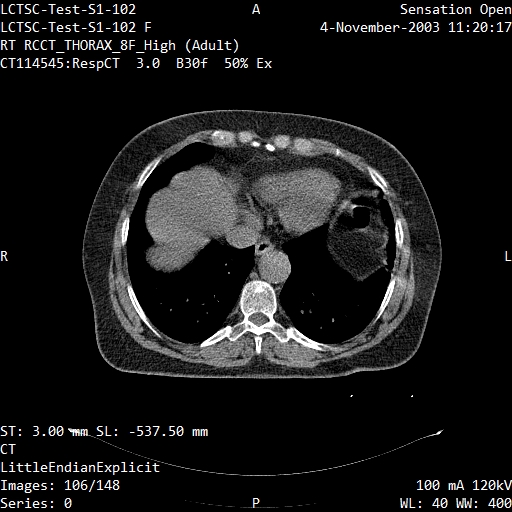 LCTSC-Test-S1-102 A Sensation Open
LCTSC-Test-S1-102 F 4-November-2003 11:20:17
RT RCCT_THORAX_8F_High (Adult)
CT114545:RespCT 3.0 B30f 50% Ex
R L
ST: 3.00 mm SL: -537.50 mm
CT
LittleEndianExplicit
Images: 106/148 100 mA 120kV
Series: 0 P WL: 40 WW: 400